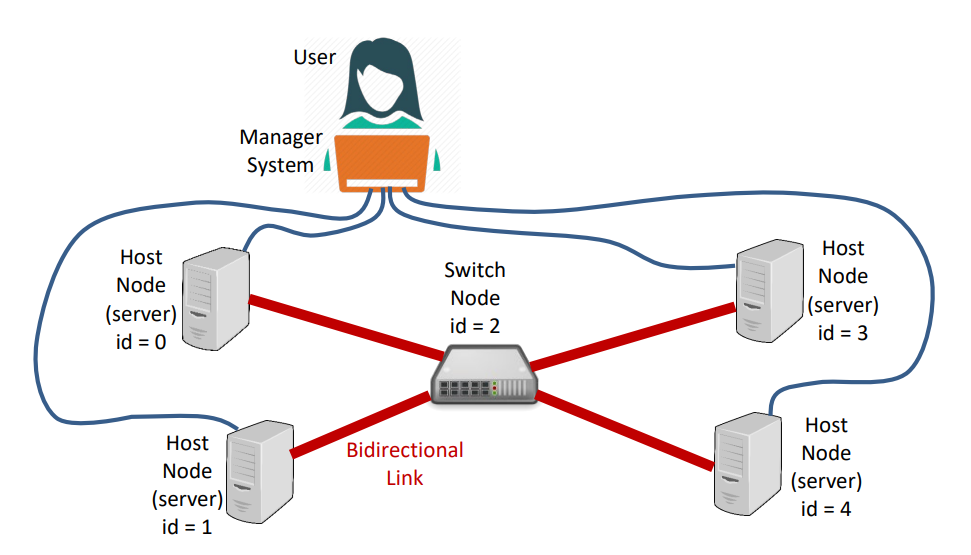 User
Manager
System
Host
Node
(server)
id = 0
Switch
Node
id = 2
Host
Node
(server)
id = 3
Host
Node
(server)
id = 1
Bidirectional
Link
Host
Node
(server)
id = 4